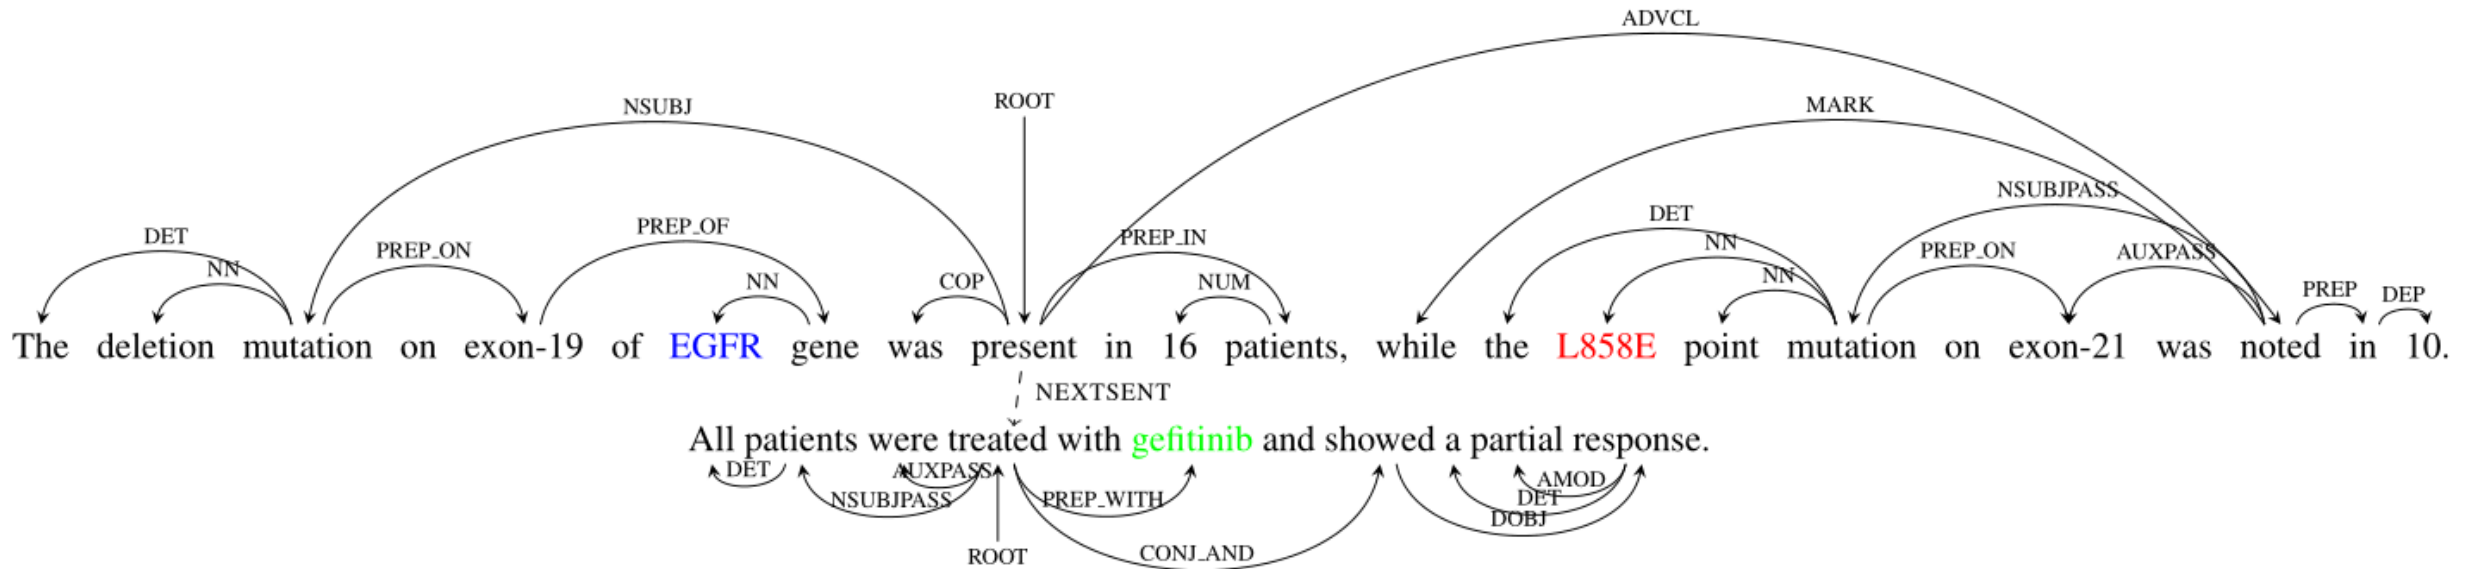 ADVCL
NSUBJ ROOT MARK
DET NN PREP_ON PREP_OF NN COP PREP_IN NUM DET NN NN NSUBJPASS PREP_ON AUXPASS PREP DEP
The deletion mutation on exon-19 of EGFR gene was present in 16 patients, while the L858E point mutation on exon-21 was noted in 10.
NEXTSENT
All patients were treated with gefitinib and showed a partial response.
DET AUXPASS AMOD
NSUBJPASS PREP_WITH DET
DOBJ
ROOT CONJ_AND